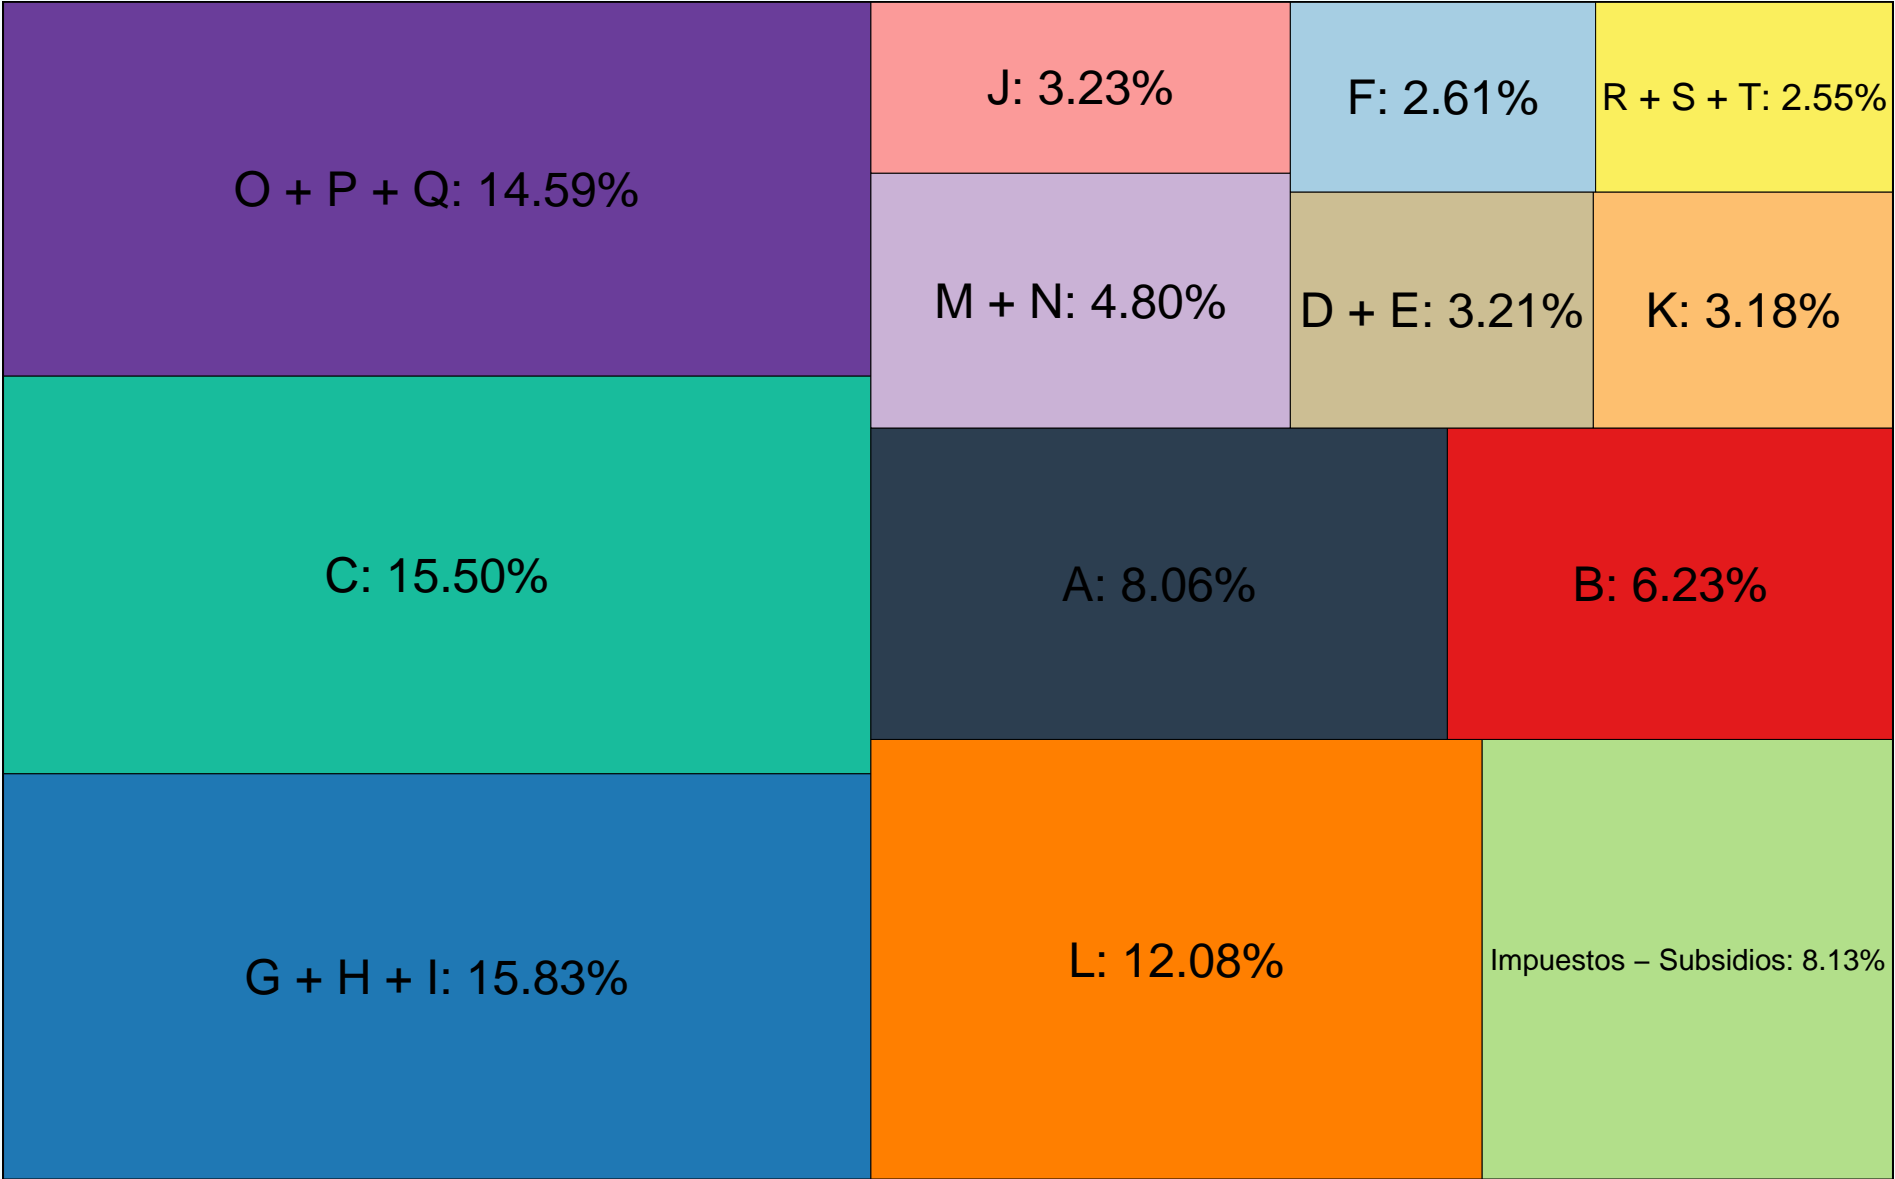 O + P + Q: 14.59%
J: 3.23%
F: 2.61%
R + S + T: 2.55%
M + N: 4.80%
D + E: 3.21%
K: 3.18%
C: 15.50%
A: 8.06%
B: 6.23%
G + H + I: 15.83%
L: 12.08%
Impuestos − Subsidios: 8.13%